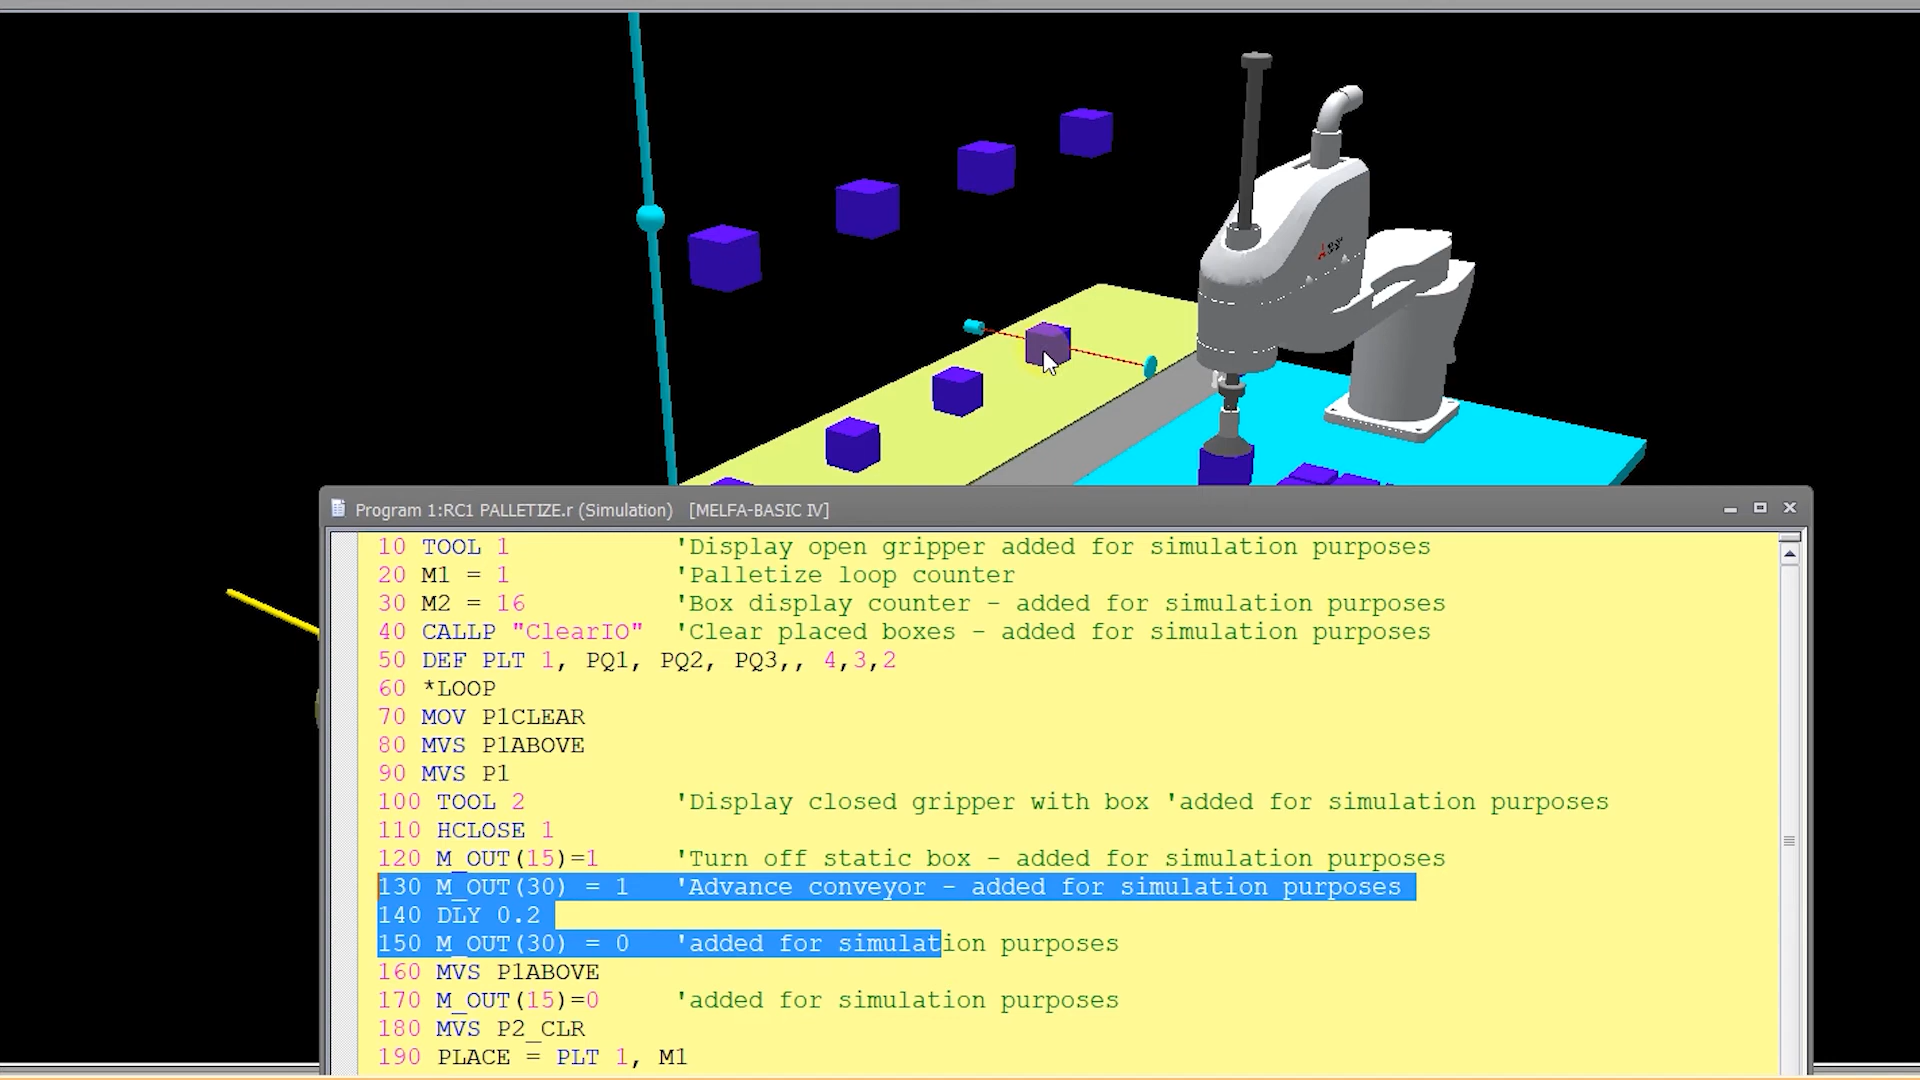 Program 1:RC1 PALLETIZE.r (Simulation) [MELFA-BASIC IV]
10 TOOL 1 'Display open gripper added for simulation purposes
20 M1 = 1 'Palletize loop counter
30 M2 = 16 'Box display counter - added for simulation purposes
40 CALLP "ClearIO" 'Clear placed boxes - added for simulation purposes
50 DEF PLT 1, PQ1, PQ2, PQ3,, 4,3,2
60 *LOOP
70 MOV P1CLEAR
80 MVS P1ABOVE
90 MVS P1
100 TOOL 2 'Display closed gripper with box 'added for simulation purposes
110 HCLOSE 1
120 M_OUT(15)=1 'Turn off static box - added for simulation purposes
130 M_OUT(30) = 1 'Advance conveyor - added for simulation purposes
140 DLY 0.2
150 M_OUT(30) = 0 'added for simulation purposes
160 MVS P1ABOVE
170 M_OUT(15)=0 'added for simulation purposes
180 MVS P2_CLR
190 PLACE = PLT 1, M1